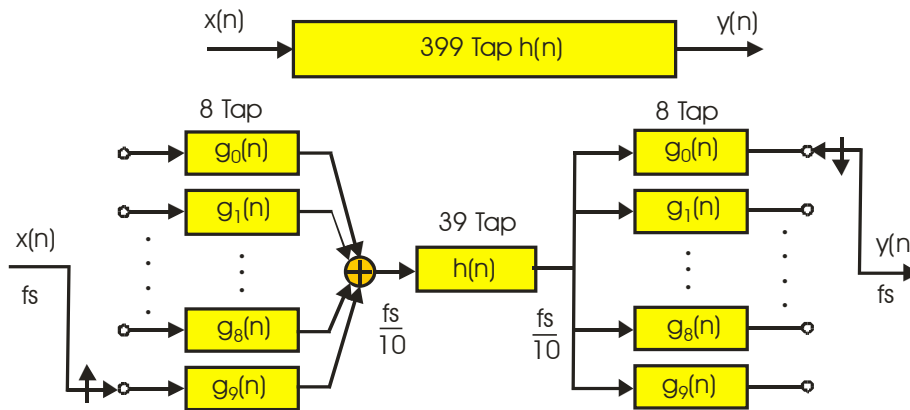 x(n)
399 Tap h(n)
y(n)
8 Tap
g0(n)
g1(n)
g8(n)
g9(n)
x(n)
fs
39 Tap
h(n)
fs
10
fs
10
8 Tap
g0(n)
g1(n)
g8(n)
g9(n)
y(n
fs